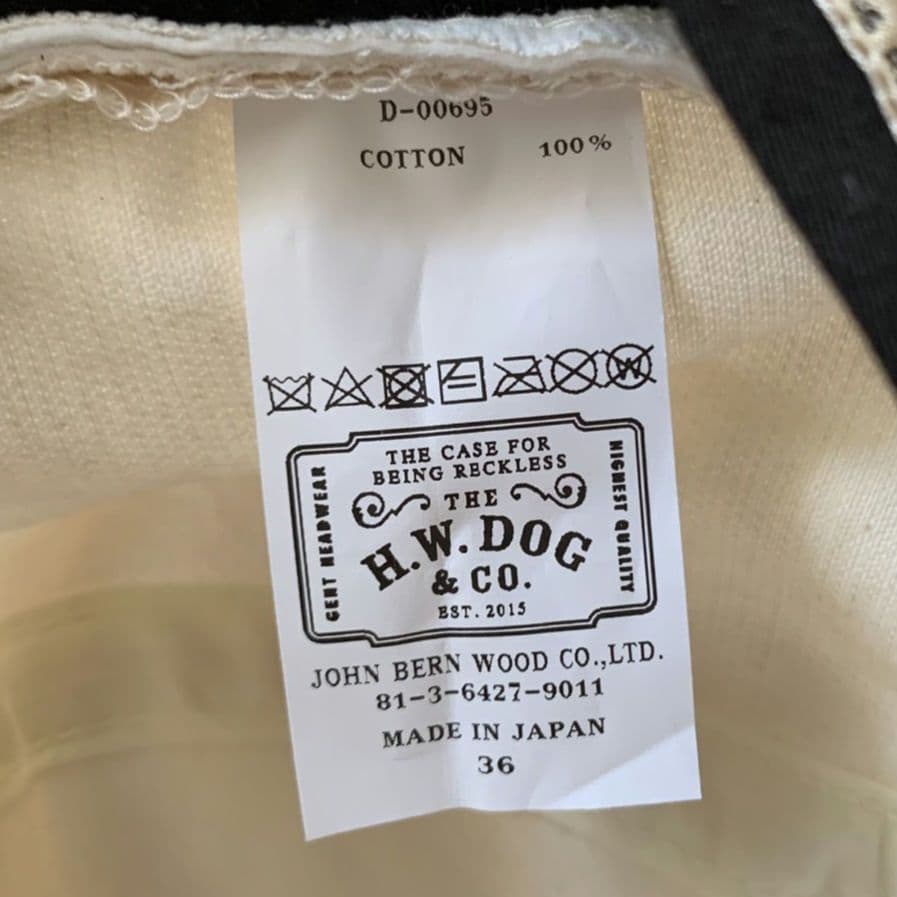 D-00695
COTTON 100%
THE CASE FOR
BEING RECKLESS
GENT HEADWEAR
HIGHEST QUALITY
THE
H.W.DOG
& CO.
EST. 2015
JOHN BERN WOOD CO.,LTD.
81-3-6427-9011
MADE IN JAPAN
36